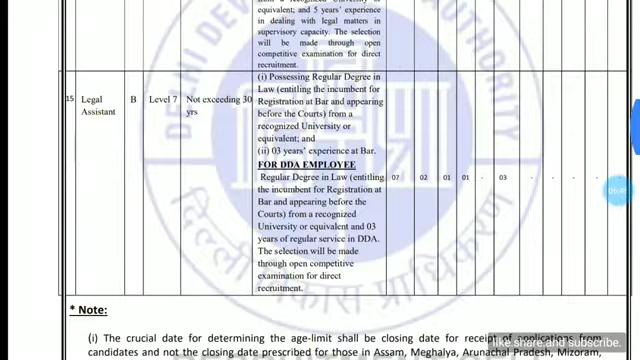 equivalent; and 5 years' experience
in dealing with legal matters in
supervisory capacity. The selection
will be made through open
competitive examination for direct
recruitment.
15 Legal Assistant B Level 7 Not exceeding 30 yrs
(i) Possessing Regular Degree in
Law (entitling the incumbent for
Registration at Bar and appearing
before the Courts) from a
recognized University or
equivalent; and
(ii) 03 years' experience at Bar.
FOR DDA EMPLOYEE
Regular Degree in Law (entitling
the incumbent for Registration at
Bar and appearing before the
Courts) from a recognized
University or equivalent and 03
years of regular service in DDA.
The selection will be made
through open competitive
examination for direct
recruitment.
07 02 01 01 - 03 - - - -
06:45
* Note:
(i) The crucial date for determining the age-limit shall be closing date for receipt of applications from
candidates and not the closing date prescribed for those in Assam, Meghalya, Arunachal Pradesh, Mizoram,
like.share.and subscribe.
DELHI DEV AUTHORITY
दिल्ली विकास प्राधिकरण